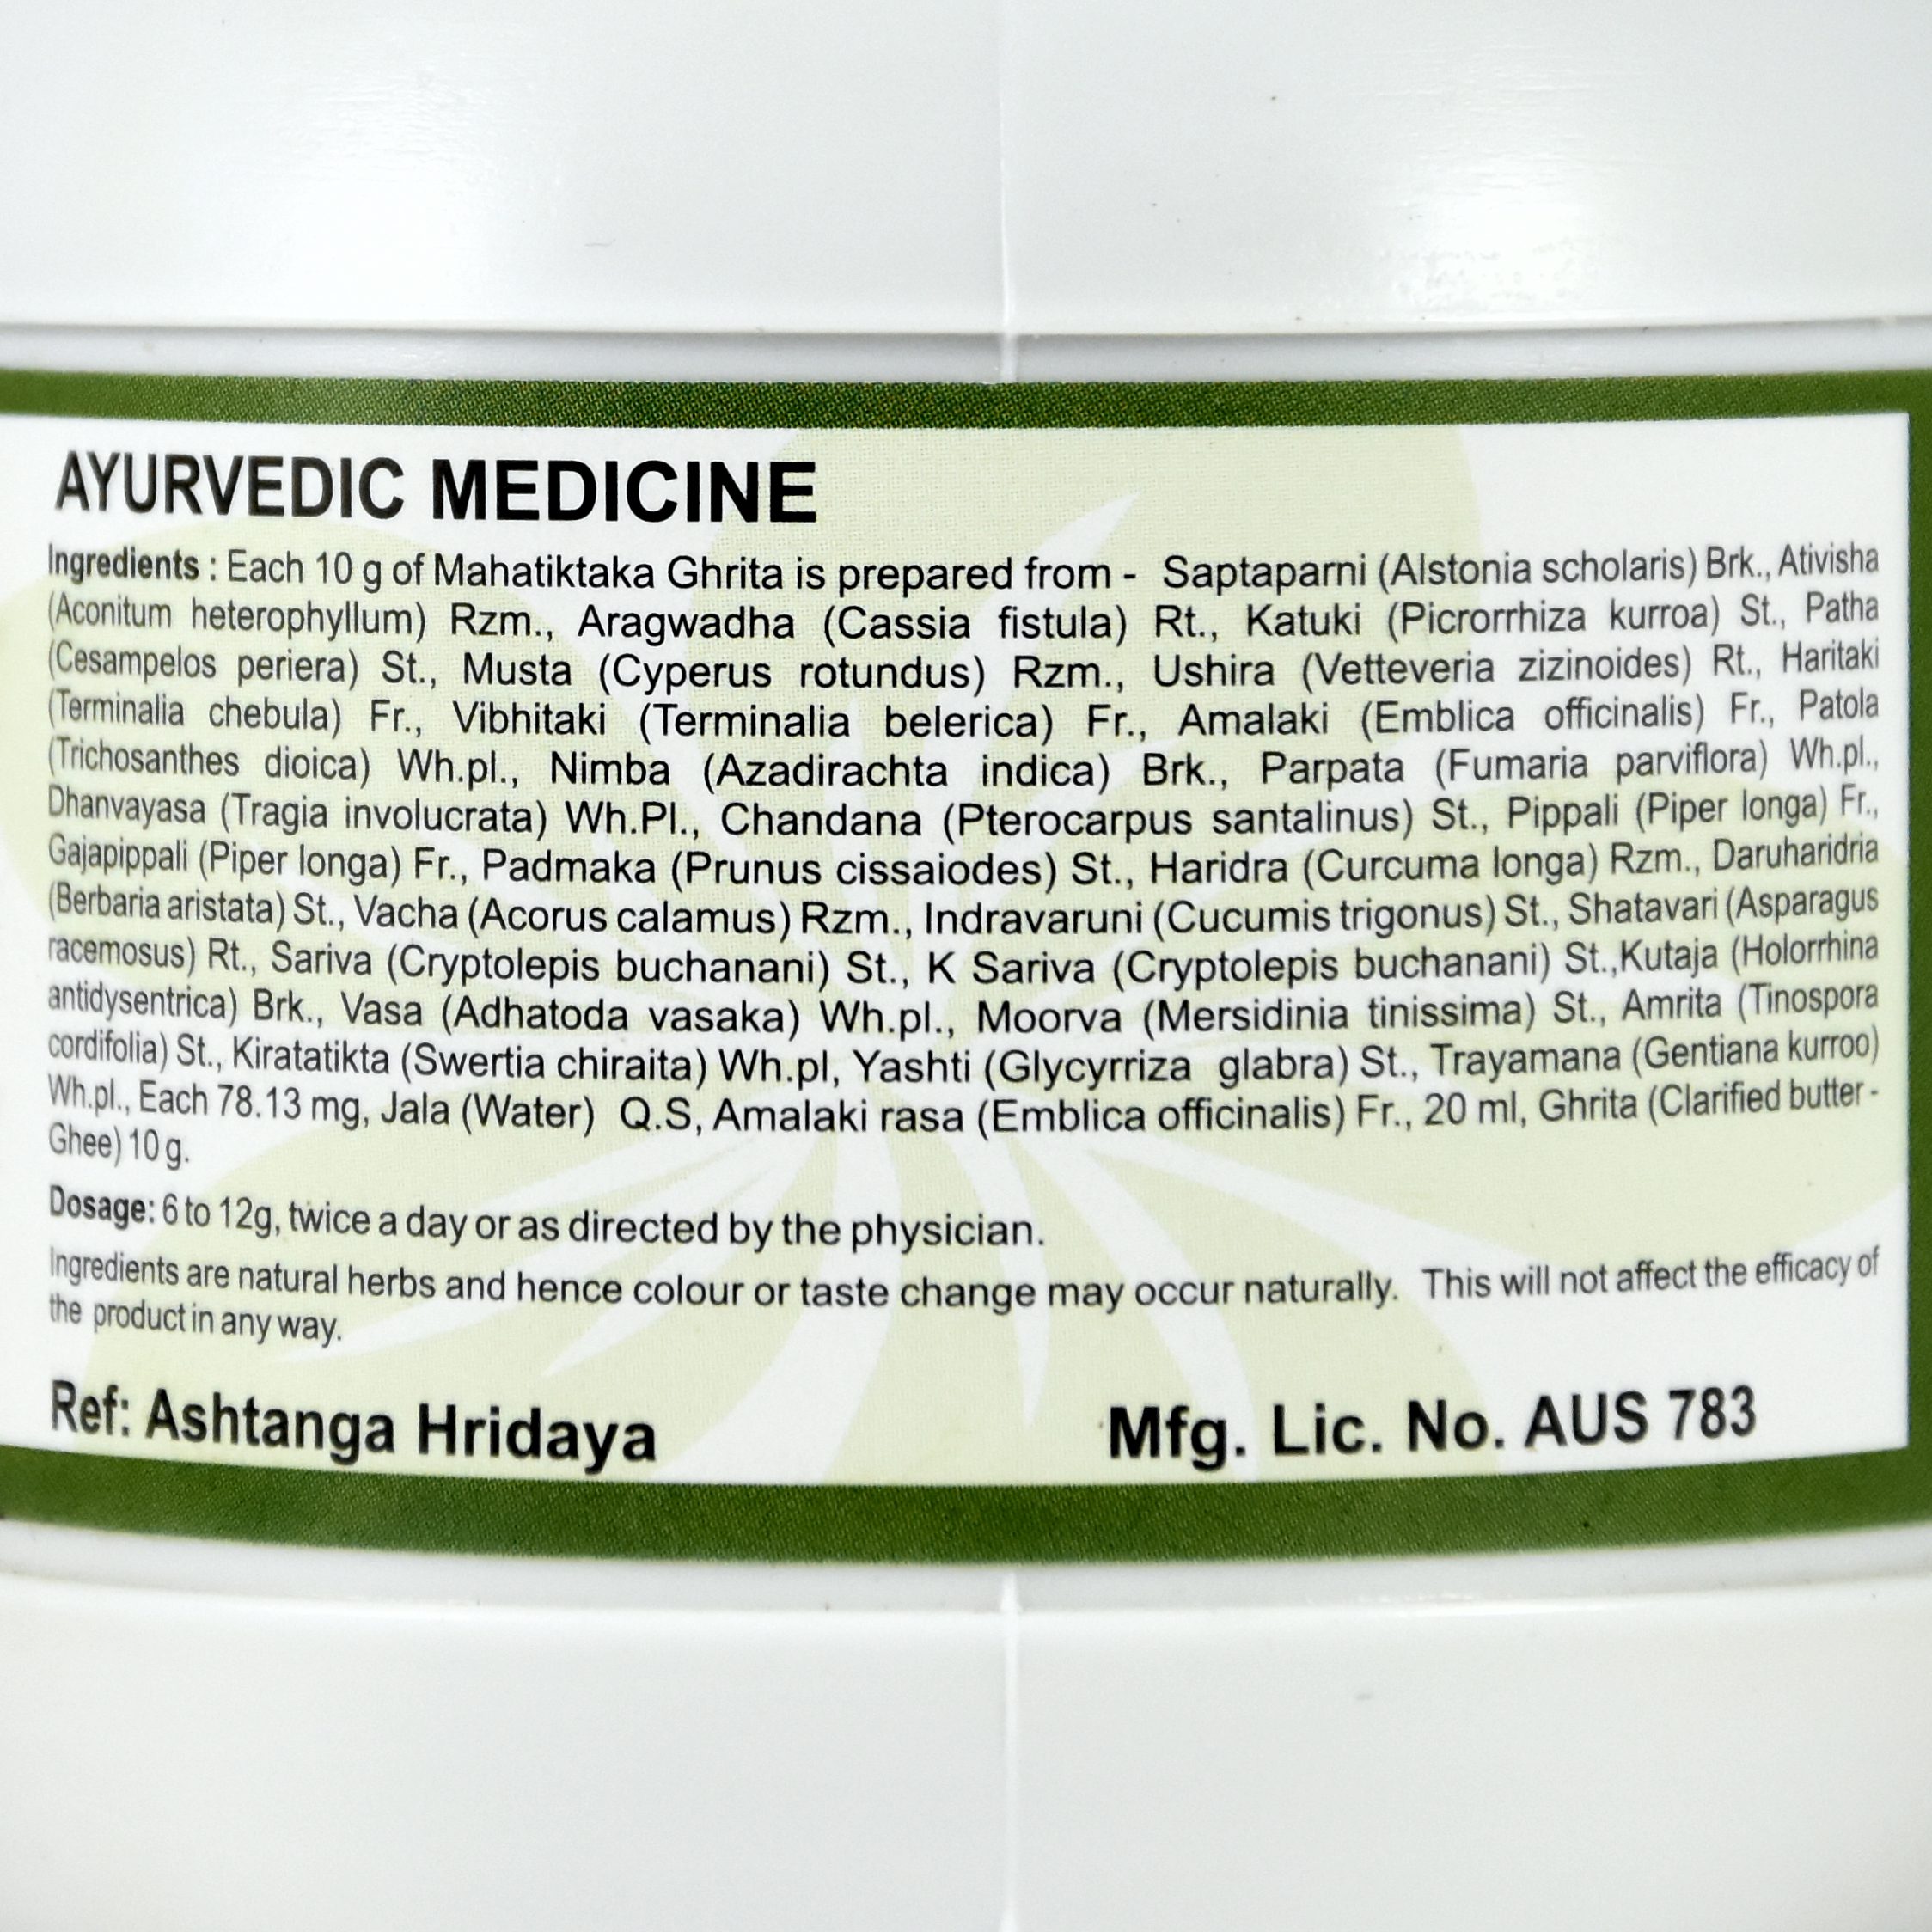 AYURVEDIC MEDICINE
Ingredients : Each 10 g of Mahatiktaka Ghrita is prepared from - Saptaparni (Alstonia scholaris) Brk., Ativisha
(Aconitum heterophyllum) Rzm., Aragwadha (Cassia fistula) Rt., Katuki (Picrorrhiza kurroa) St., Patha
(Cesampelos periera) St., Musta (Cyperus rotundus) Rzm., Ushira (Vetteveria zizinoides) Rt., Haritaki
(Terminalia chebula) Fr., Vibhitaki (Terminalia belerica) Fr., Amalaki (Emblica officinalis) Fr., Patola
(Trichosanthes dioica) Wh.pl., Nimba (Azadirachta indica) Brk., Parpata (Fumaria parviflora) Wh.pl.,
Dhanvayasa (Tragia involucrata) Wh.Pl., Chandana (Pterocarpus santalinus) St., Pippali (Piper longa) Fr.,
Gajapippali (Piper longa) Fr., Padmaka (Prunus cissaiodes) St., Haridra (Curcuma longa) Rzm., Daruharidria
(Berbaria aristata) St., Vacha (Acorus calamus) Rzm., Indravaruni (Cucumis trigonus) St., Shatavari (Asparagus
racemosus) Rt., Sariva (Cryptolepis buchanani) St., K Sariva (Cryptolepis buchanani) St.,Kutaja (Holorrhina
antidysentrica) Brk., Vasa (Adhatoda vasaka) Wh.pl., Moorva (Mersidinia tinissima) St., Amrita (Tinospora
cordifolia) St., Kiratatikta (Swertia chiraita) Wh.pl, Yashti (Glycyrriza glabra) St., Trayamana (Gentiana kurroo)
Wh.pl., Each 78.13 mg, Jala (Water) Q.S, Amalaki rasa (Emblica officinalis) Fr., 20 ml, Ghrita (Clarified butter -
Ghee) 10 g.
Dosage: 6 to 12g, twice a day or as directed by the physician.
Ingredients are natural herbs and hence colour or taste change may occur naturally. This will not affect the efficacy of
the product in any way.
Ref: Ashtanga Hridaya Mfg. Lic. No. AUS 783